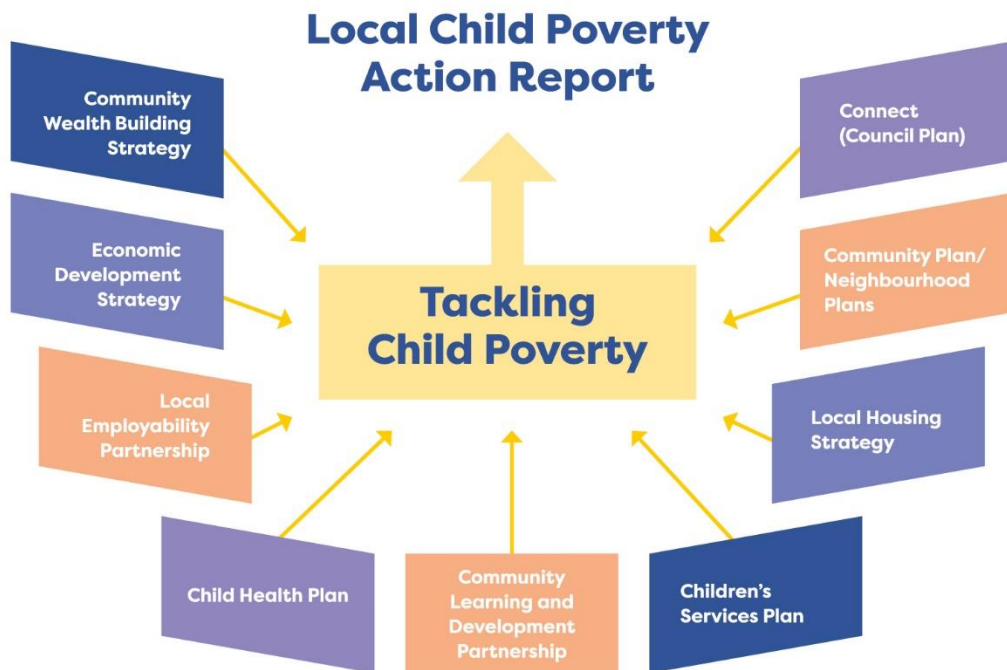 Local Child Poverty
Action Report
Community
Wealth Building
Strategy
Connect
(Council Plan)
Economic
Development
Strategy
Community Plan/
Neighbourhood
Plans
Tackling
Child Poverty
Local
Employability
Partnership
Local Housing
Strategy
Child Health Plan
Community
Learning and
Development
Partnership
Children’s
Services Plan